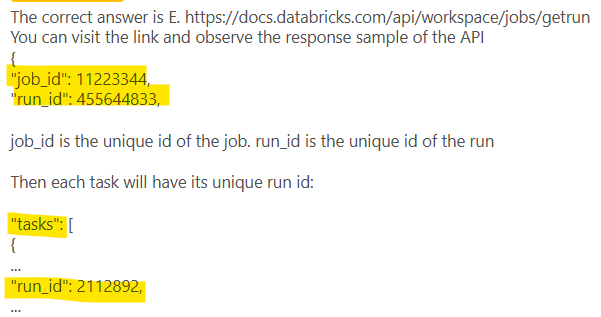 The correct answer is E. https://docs.databricks.com/api/workspace/jobs/getrun
You can visit the link and observe the response sample of the API
{
"job_id": 11223344,
"run_id": 455644833,
job_id is the unique id of the job. run_id is the unique id of the run
Then each task will have its unique run id:
"tasks": [
{
...
"run_id": 2112892,
...